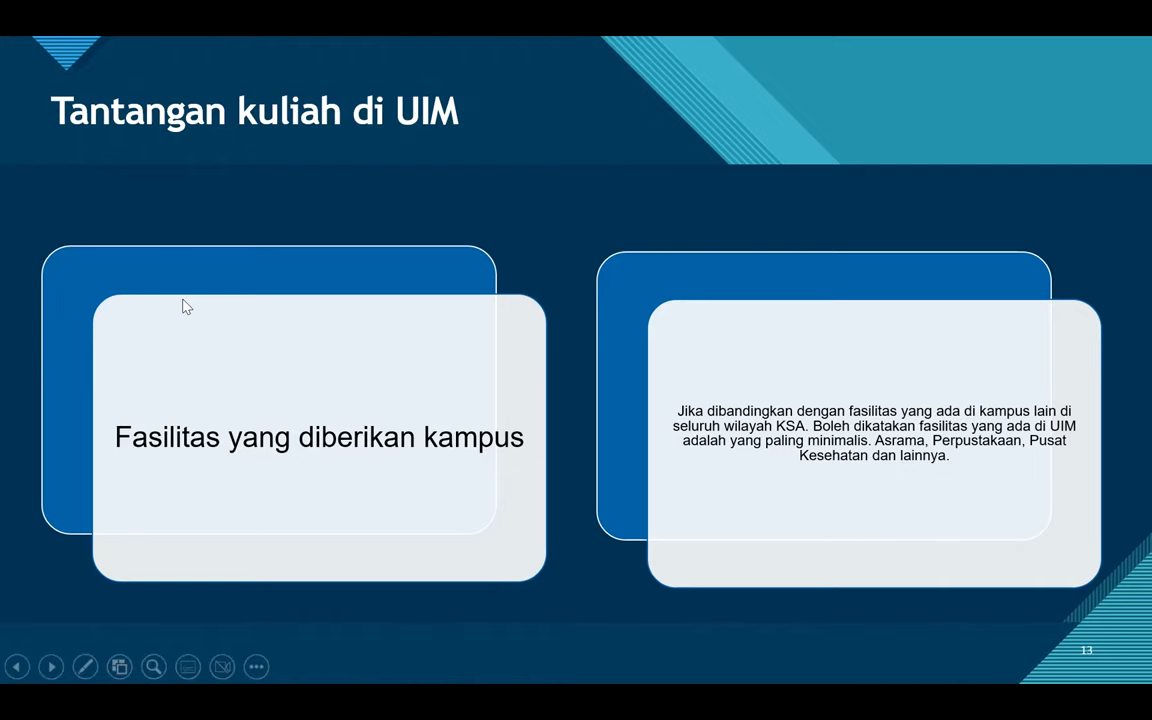 Tantangan kuliah di UIM
Fasilitas yang diberikan kampus
Jika dibandingkan dengan fasilitas yang ada di kampus lain di
seluruh wilayah KSA. Boleh dikatakan fasilitas yang ada di UIM
adalah yang paling minimalis. Asrama, Perpustakaan, Pusat
Kesehatan dan lainnya.
13